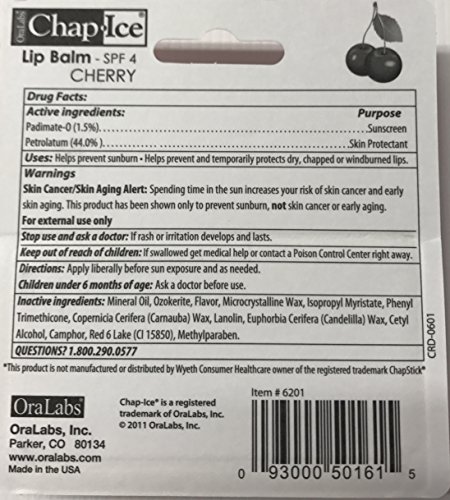 OraLabs Chap·Ice®
Lip Balm - SPF 4
CHERRY
Drug Facts:
Active ingredients: Purpose
Padimate-0 (1.5%)........Sunscreen
Petrolatum (44.0% )........Skin Protectant
Uses: Helps prevent sunburn • Helps prevent and temporarily protects dry, chapped or windburned lips.
Warnings
Skin Cancer/Skin Aging Alert: Spending time in the sun increases your risk of skin cancer and early
skin aging. This product has been shown only to prevent sunburn, not skin cancer or early aging.
For external use only
Stop use and ask a doctor: If rash or irritation develops and lasts.
Keep out of reach of children: If swallowed get medical help or contact a Poison Control Center right away.
Directions: Apply liberally before sun exposure and as needed.
Children under 6 months of age: Ask a doctor before use.
Inactive ingredients: Mineral Oil, Ozokerite, Flavor, Microcrystalline Wax, Isopropyl Myristate, Phenyl
Trimethicone, Copernicia Cerifera (Carnauba) Wax, Lanolin, Euphorbia Cerifera (Candelilla) Wax, Cetyl
Alcohol, Camphor, Red 6 Lake (CI 15850), Methylparaben.
QUESTIONS? 1.800.290.0577
CRD-0601
*This product is not manufactured or distributed by Wyeth Consumer Healthcare owner of the registered trademark ChapStick®
OraLabs®
OraLabs, Inc.
Parker, CO 80134
www.oralabs.com
Made in the USA
Chap-Ice® is a registered
trademark of OraLabs, Inc.
© 2011 OraLabs, Inc.
Item # 6201
0 93000 50161 5